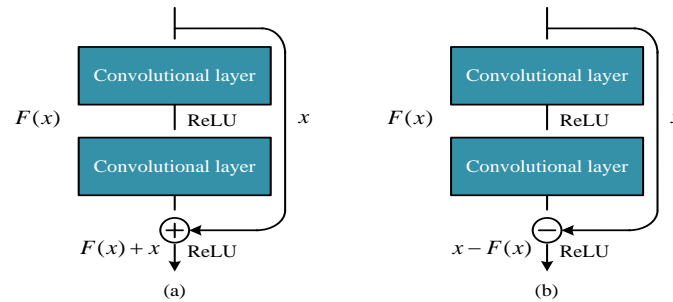 Convolutional layer
F(x)
ReLU
x
Convolutional layer
+
F(x) + x
ReLU
(a)
Convolutional layer
F(x)
ReLU
Convolutional layer
−
x − F(x)
ReLU
(b)